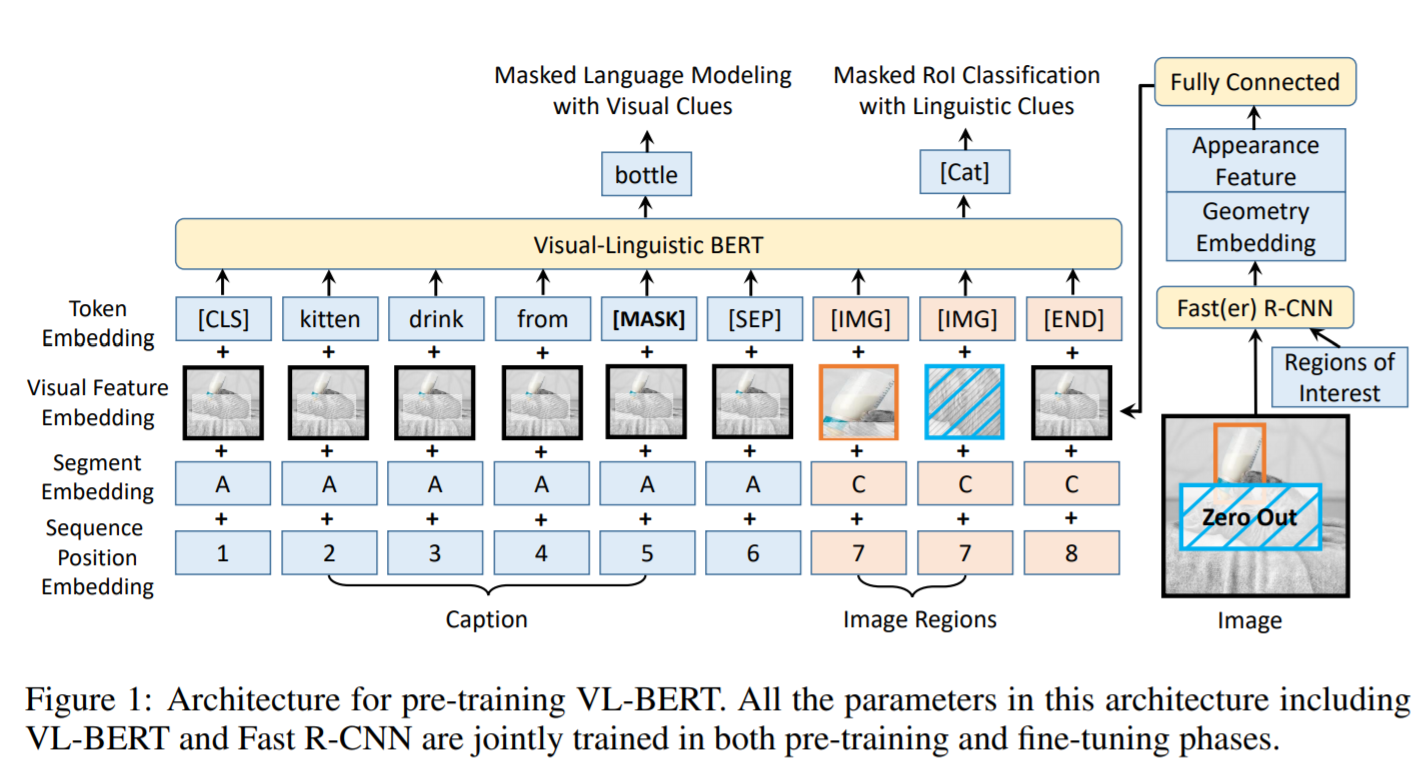 Masked Language Modeling
with Visual Clues
Masked RoI Classification
with Linguistic Clues
Fully Connected
Appearance
Feature
Geometry
Embedding
bottle
[Cat]
Visual-Linguistic BERT
Fast(er) R-CNN
Regions of
Interest
Token
Embedding
[CLS] kitten drink from [MASK] [SEP] [IMG] [IMG] [END]
+ + + + + + + + +
Visual Feature
Embedding
+ + + + + + + + +
Segment
Embedding
A A A A A A C C C
+ + + + + + + + +
Sequence
Position
Embedding
1 2 3 4 5 6 7 7 8
Caption
Image Regions
Zero Out
Image
Figure 1: Architecture for pre-training VL-BERT. All the parameters in this architecture including
VL-BERT and Fast R-CNN are jointly trained in both pre-training and fine-tuning phases.